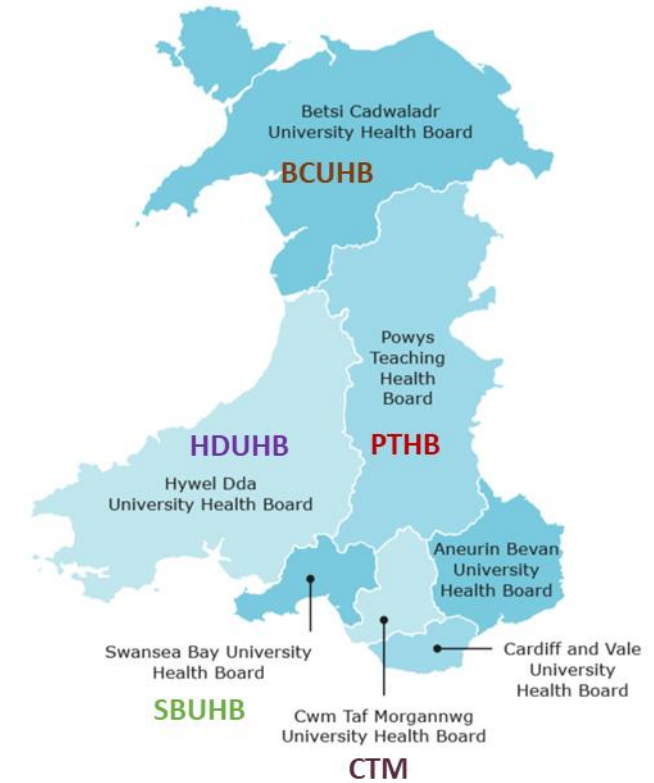 Betsi Cadwaladr
University Health Board
BCUHB
Powys
Teaching
Health
Board
HDUHB
PTHB
Hywel Dda
University Health Board
Aneurin Bevan
University
Health Board
Swansea Bay University
Health Board
SBUHB
Cardiff and Vale
University
Health Board
Cwm Taf Morgannwg
University Health Board
CTM